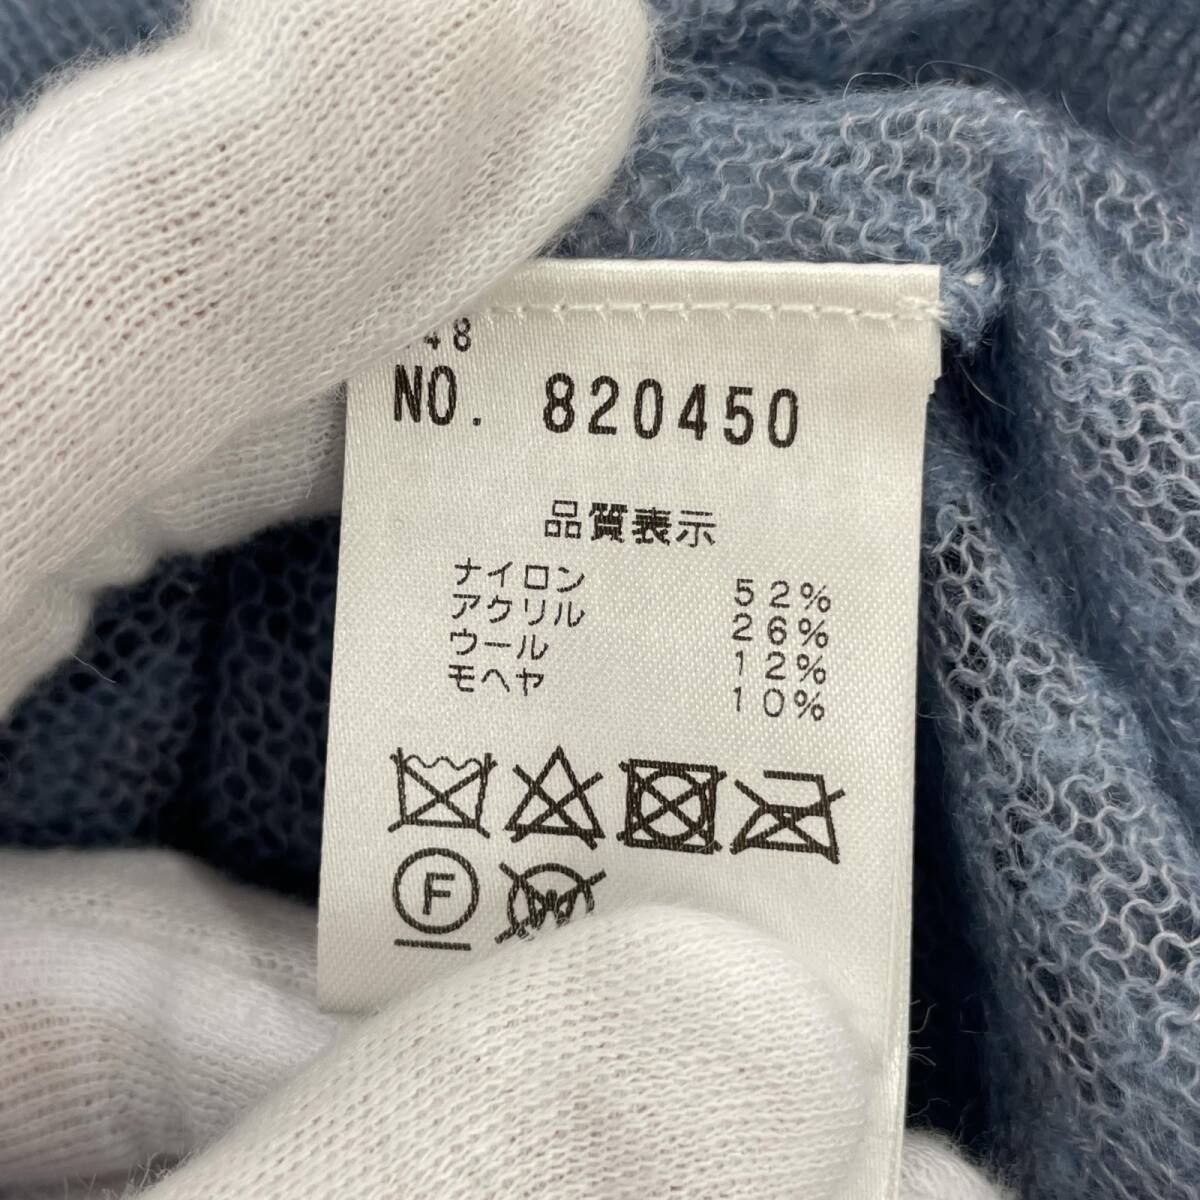 48
NO. 820450
品質表示
ナイロン 52%
アクリル 26%
ウール 12%
モヘヤ 10%
F
W